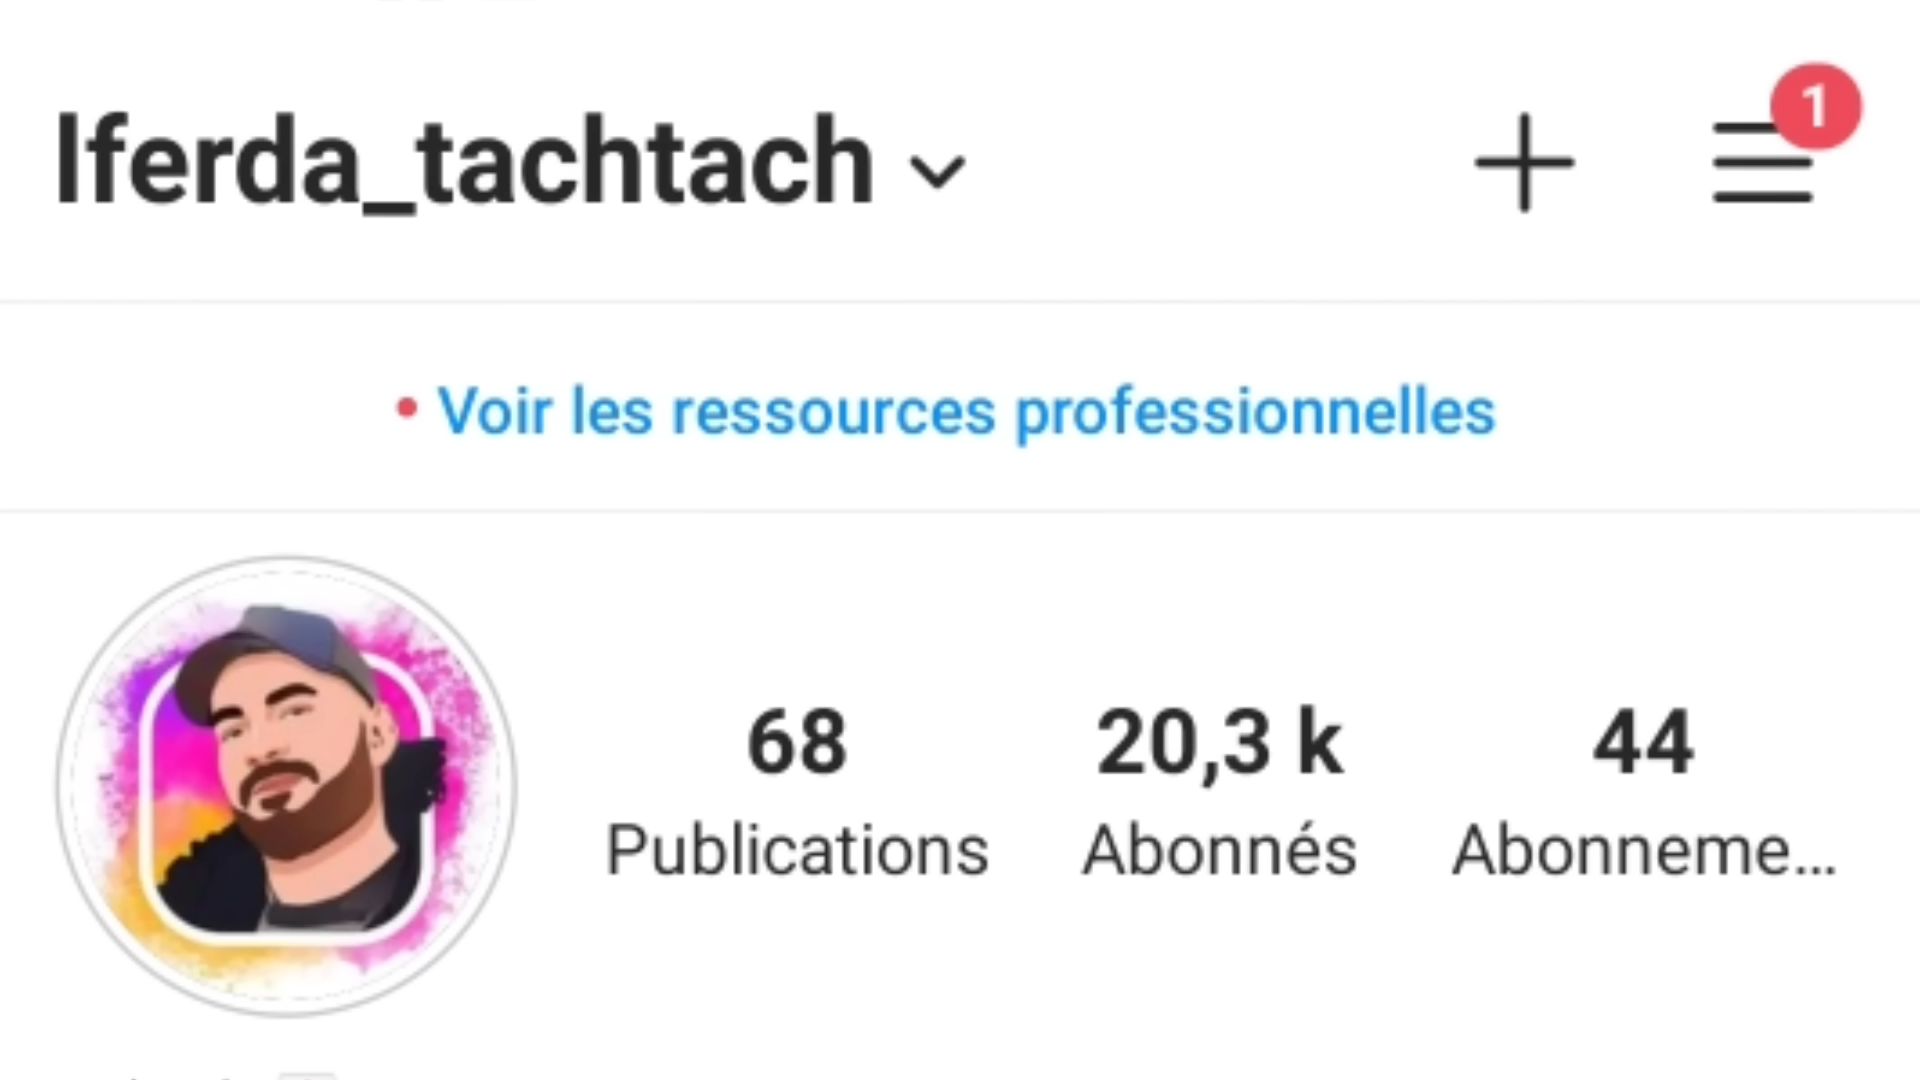 lferda_tachtach
1
Voir les ressources professionnelles
68
20,3 k
44
Publications
Abonnés
Abonneme...